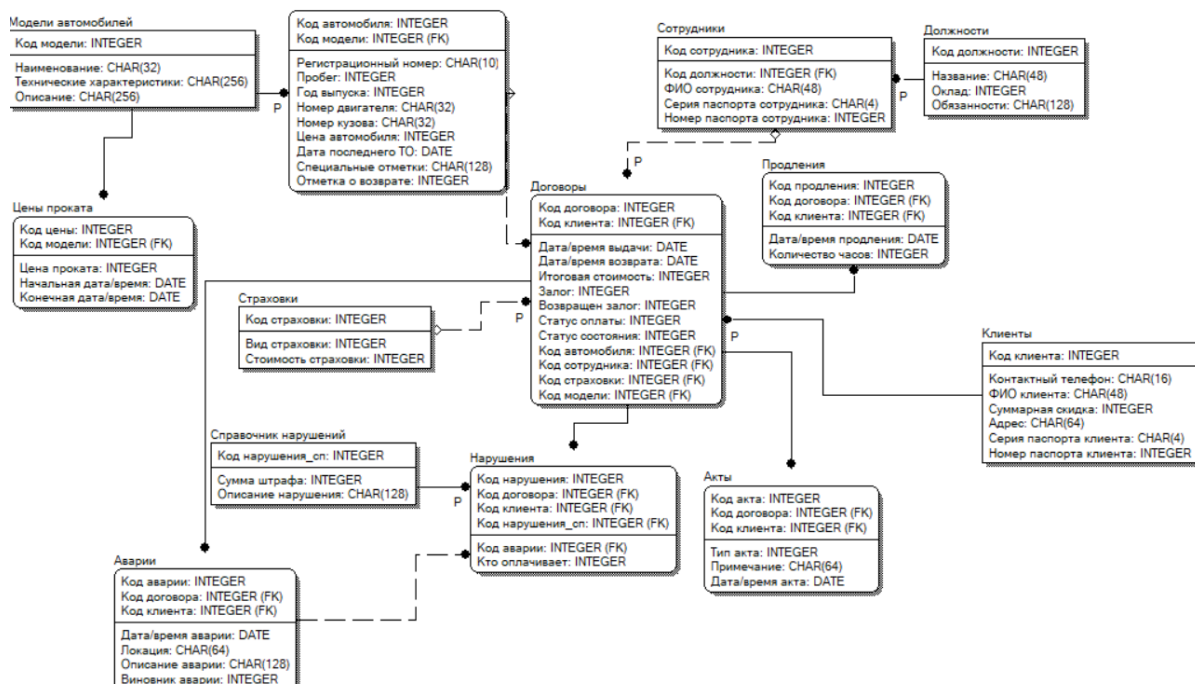 Модели автомобилей
Код модели: INTEGER
Наименование: CHAR(32)
Технические характеристики: CHAR(256)
Описание: CHAR(256)
P
Код автомобиля: INTEGER
Код модели: INTEGER (FK)
Регистрационный номер: CHAR(10)
Пробег: INTEGER
Год выпуска: INTEGER
Номер двигателя: CHAR(32)
Номер кузова: CHAR(32)
Цена автомобиля: INTEGER
Дата последнего ТО: DATE
Специальные отметки: CHAR(128)
Отметка о возврате: INTEGER
Сотрудники
Код сотрудника: INTEGER
Код должности: INTEGER (FK)
ФИО сотрудника: CHAR(48)
Серия паспорта сотрудника: CHAR(4)
Номер паспорта сотрудника: INTEGER
P
P
Должности
Код должности: INTEGER
Название: CHAR(48)
Оклад: INTEGER
Обязанности: CHAR(128)
Цены проката
Код цены: INTEGER
Код модели: INTEGER (FK)
Цена проката: INTEGER
Начальная дата/время: DATE
Конечная дата/время: DATE
Договоры
Код договора: INTEGER
Код клиента: INTEGER (FK)
Дата/время выдачи: DATE
Дата/время возврата: DATE
Итоговая стоимость: INTEGER
Залог: INTEGER
Возвращен залог: INTEGER
Статус оплаты: INTEGER
Статус состояния: INTEGER
Код автомобиля: INTEGER (FK)
Код сотрудника: INTEGER (FK)
Код страховки: INTEGER (FK)
Код модели: INTEGER (FK)
Продления
Код продления: INTEGER
Код договора: INTEGER (FK)
Код клиента: INTEGER (FK)
Дата/время продления: DATE
Количество часов: INTEGER
Страховки
Код страховки: INTEGER
Вид страховки: INTEGER
Стоимость страховки: INTEGER
P
P
Клиенты
Код клиента: INTEGER
Контактный телефон: CHAR(16)
ФИО клиента: CHAR(48)
Суммарная скидка: INTEGER
Адрес: CHAR(64)
Серия паспорта клиента: CHAR(4)
Номер паспорта клиента: INTEGER
Справочник нарушений
Код нарушения_сп: INTEGER
Сумма штрафа: INTEGER
Описание нарушения: CHAR(128)
P
Нарушения
Код нарушения: INTEGER
Код договора: INTEGER (FK)
Код клиента: INTEGER (FK)
Код нарушения_сп: INTEGER (FK)
Код аварии: INTEGER (FK)
Кто оплачивает: INTEGER
Акты
Код акта: INTEGER
Код договора: INTEGER (FK)
Код клиента: INTEGER (FK)
Тип акта: INTEGER
Примечание: CHAR(64)
Дата/время акта: DATE
Аварии
Код аварии: INTEGER
Код договора: INTEGER (FK)
Код клиента: INTEGER (FK)
Дата/время аварии: DATE
Локация: CHAR(64)
Описание аварии: CHAR(128)
Виновник аварии: INTEGER